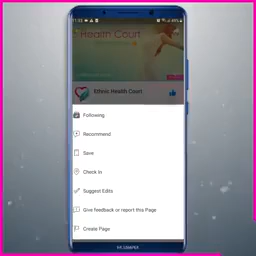 Health Court
Ethnic Health Court
Following
Recommend
Save
Check In
Suggest Edits
Give feedback or report this Page
Create Page
HUAWEI